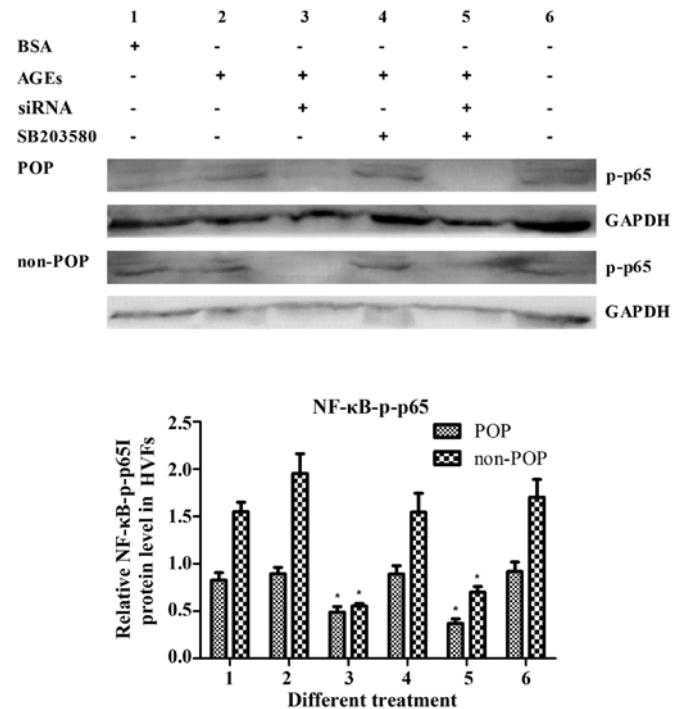 1 2 3 4 5 6
BSA + - - - - -
AGEs - + + + + -
siRNA - - + - + -
SB203580 - - - + + -
POP p-p65
GAPDH
non-POP p-p65
GAPDH
NF-κB-p-p65
POP
non-POP
Relative NF-κB-p-p65I
protein level in HVFs
2.5
2.0
1.5
1.0
0.5
0.0
* * * *
1 2 3 4 5 6
Different treatment